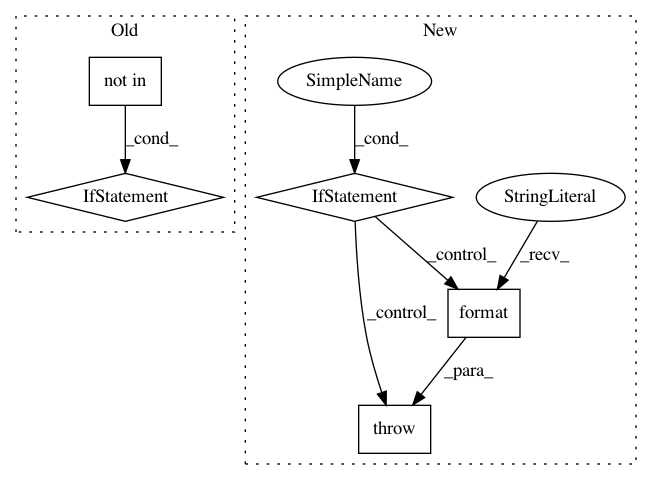 Old
New
not in
SimpleName
_cond_
_cond_
IfStatement
IfStatement
StringLiteral
_control_
_recv_
_control_
format
_para_
throw